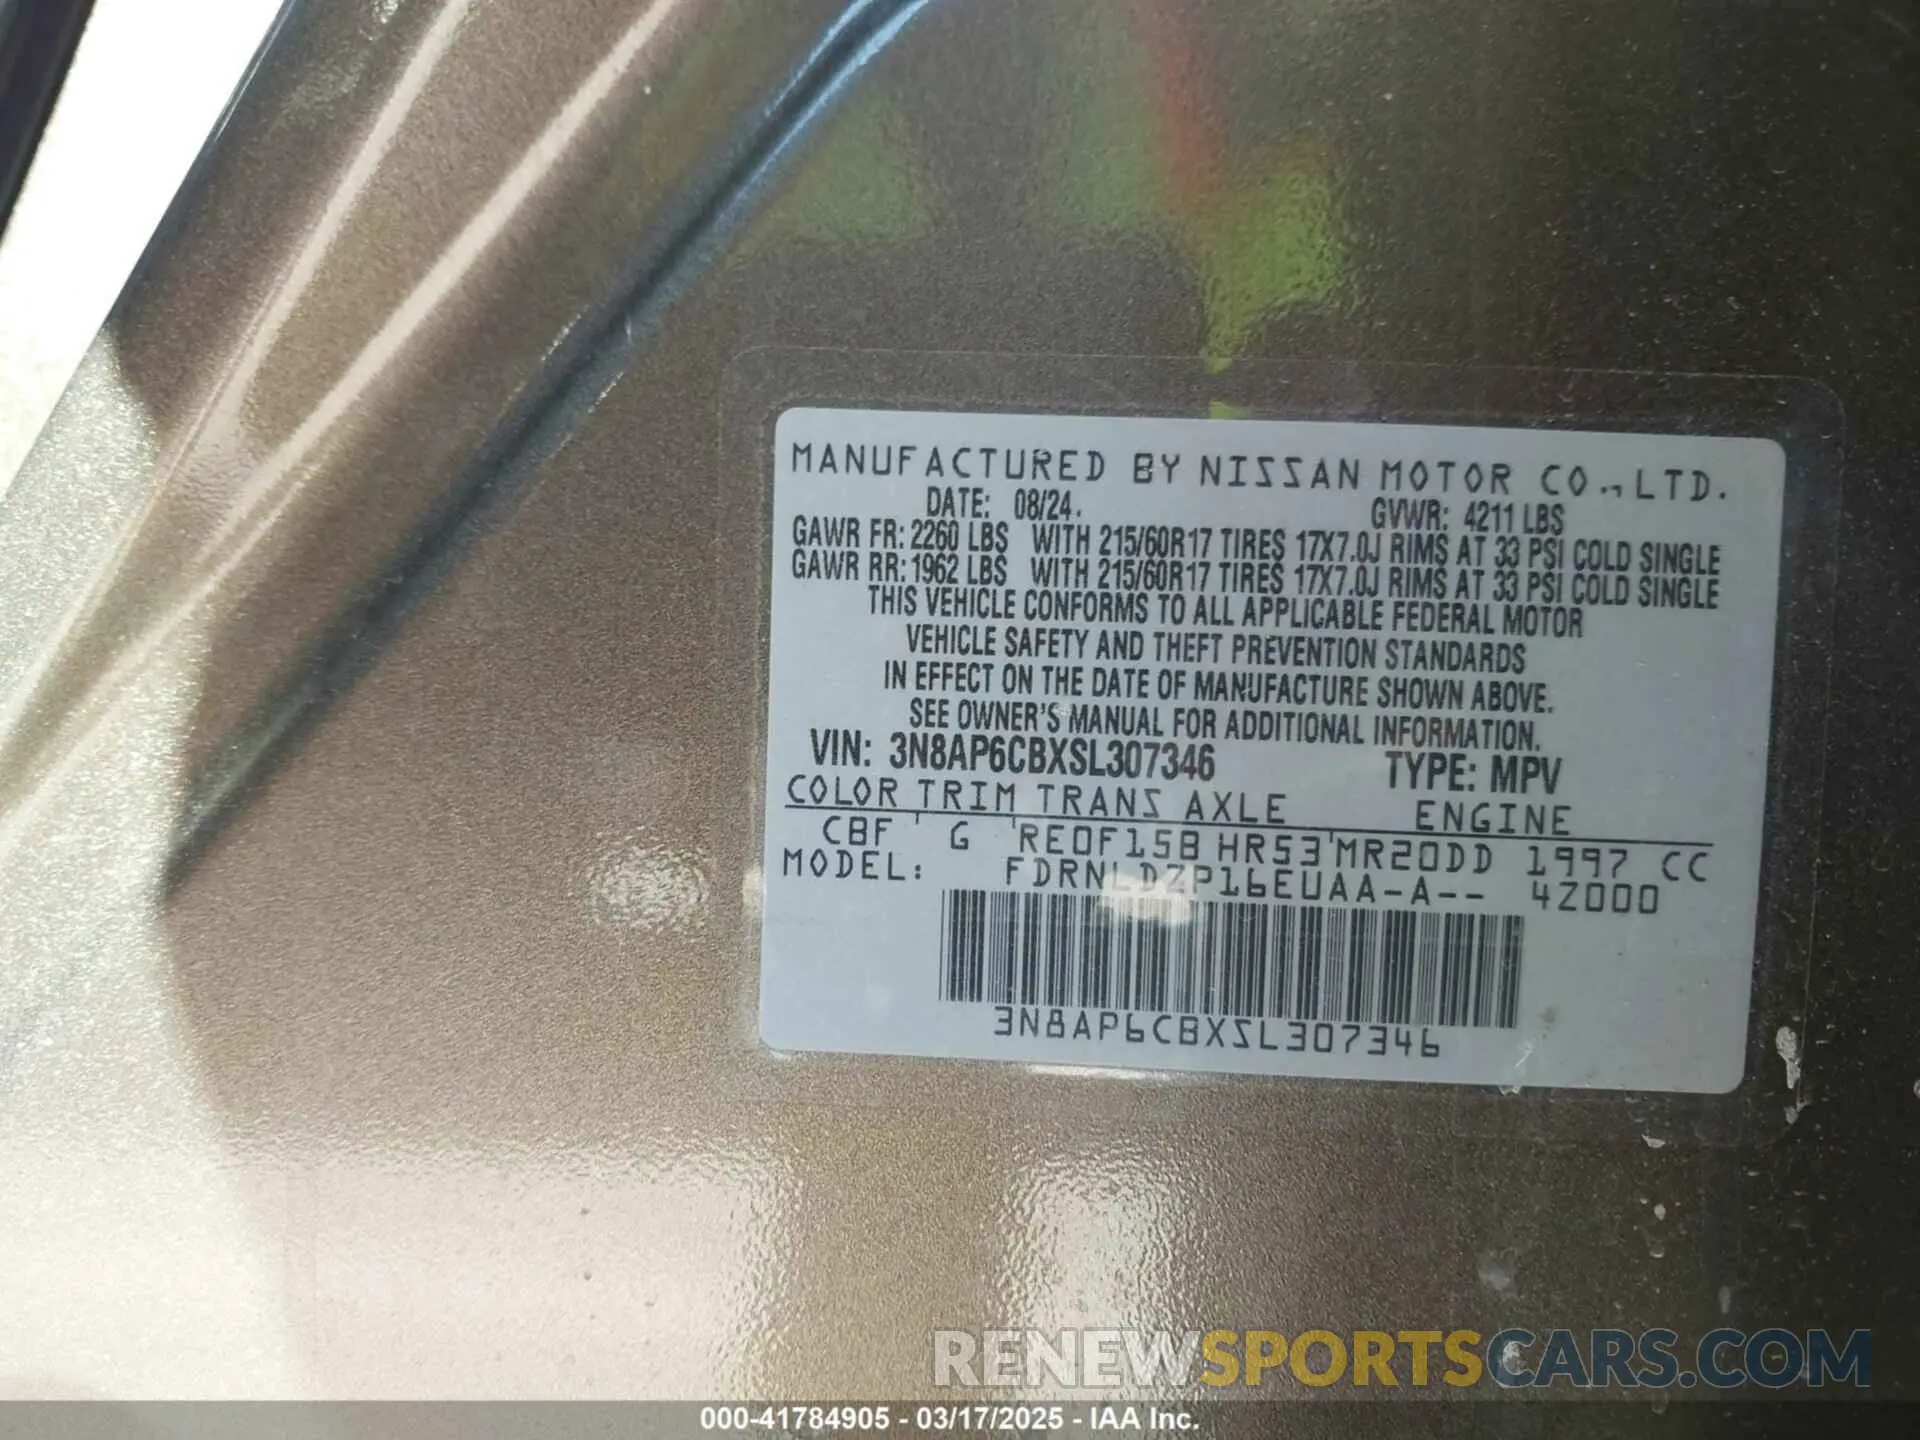 MANUFACTURED BY NISSAN MOTOR CO., LTD.
DATE: 08/24. GVWR: 4211 LBS
GAWR FR: 2260 LBS WITH 215/60R17 TIRES 17X7.0J RIMS AT 33 PSI COLD SINGLE
GAWR RR: 1962 LBS WITH 215/60R17 TIRES 17X7.0J RIMS AT 33 PSI COLD SINGLE
THIS VEHICLE CONFORMS TO ALL APPLICABLE FEDERAL MOTOR
VEHICLE SAFETY AND THEFT PREVENTION STANDARDS
IN EFFECT ON THE DATE OF MANUFACTURE SHOWN ABOVE.
SEE OWNER'S MANUAL FOR ADDITIONAL INFORMATION.
VIN: 3N8AP6CBXSL307346 TYPE: MPV
COLOR TRIM TRANS AXLE ENGINE
CBF G RE0F15B HR53 MR20DD 1997 CC
MODEL: FDRNLDZP16EUAA-A-- 4Z000
3N8AP6CBXSL307346
RENEWSPORTSCARS.COM
000-41784905 - 03/17/2025 - IAA Inc.